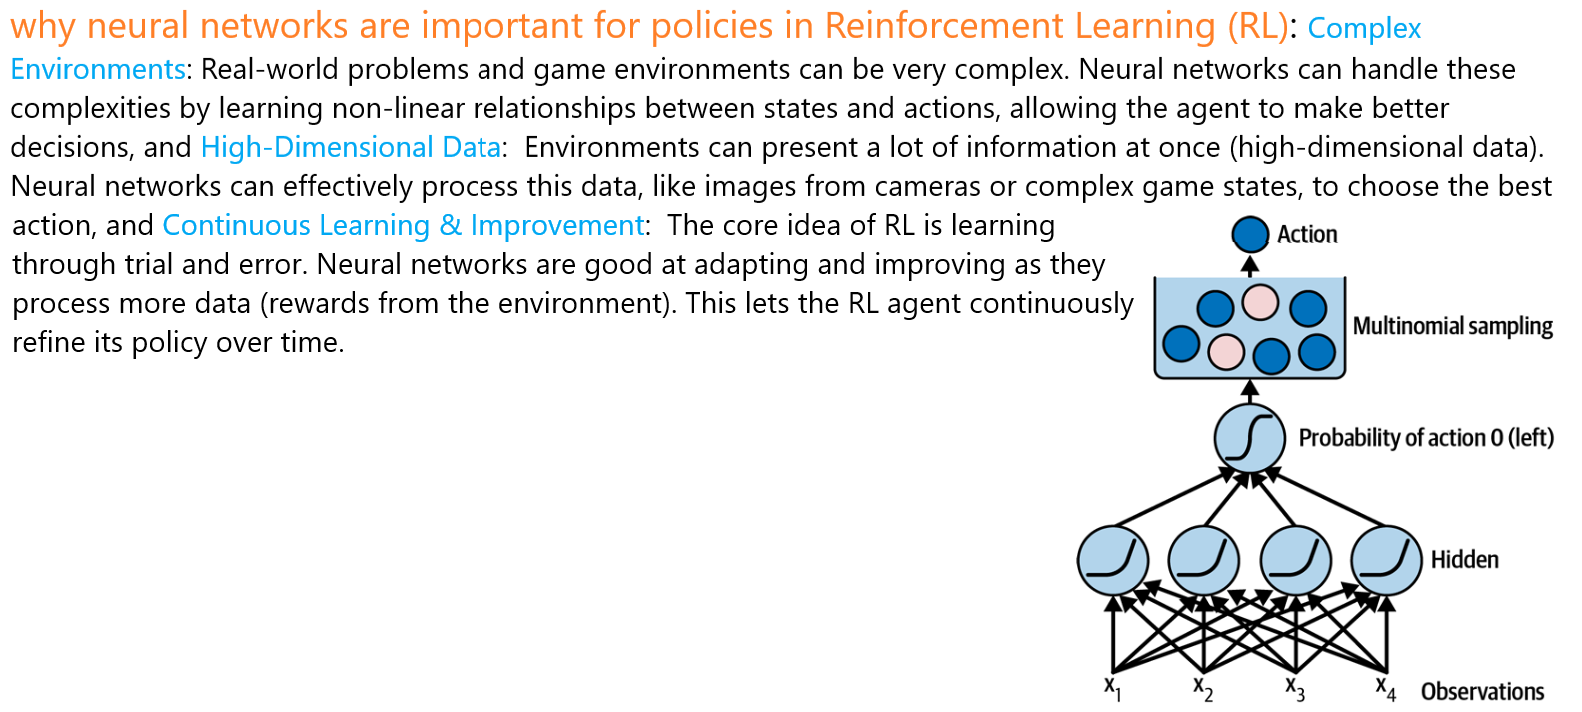 why neural networks are important for policies in Reinforcement Learning (RL): Complex
Environments: Real-world problems and game environments can be very complex. Neural networks can handle these
complexities by learning non-linear relationships between states and actions, allowing the agent to make better
decisions, and High-Dimensional Data:  Environments can present a lot of information at once (high-dimensional data).
Neural networks can effectively process this data, like images from cameras or complex game states, to choose the best
action, and Continuous Learning & Improvement:  The core idea of RL is learning
through trial and error. Neural networks are good at adapting and improving as they
process more data (rewards from the environment). This lets the RL agent continuously
refine its policy over time.
Action
Multinomial sampling
Probability of action 0 (left)
Hidden
x1 x2 x3 x4 Observations